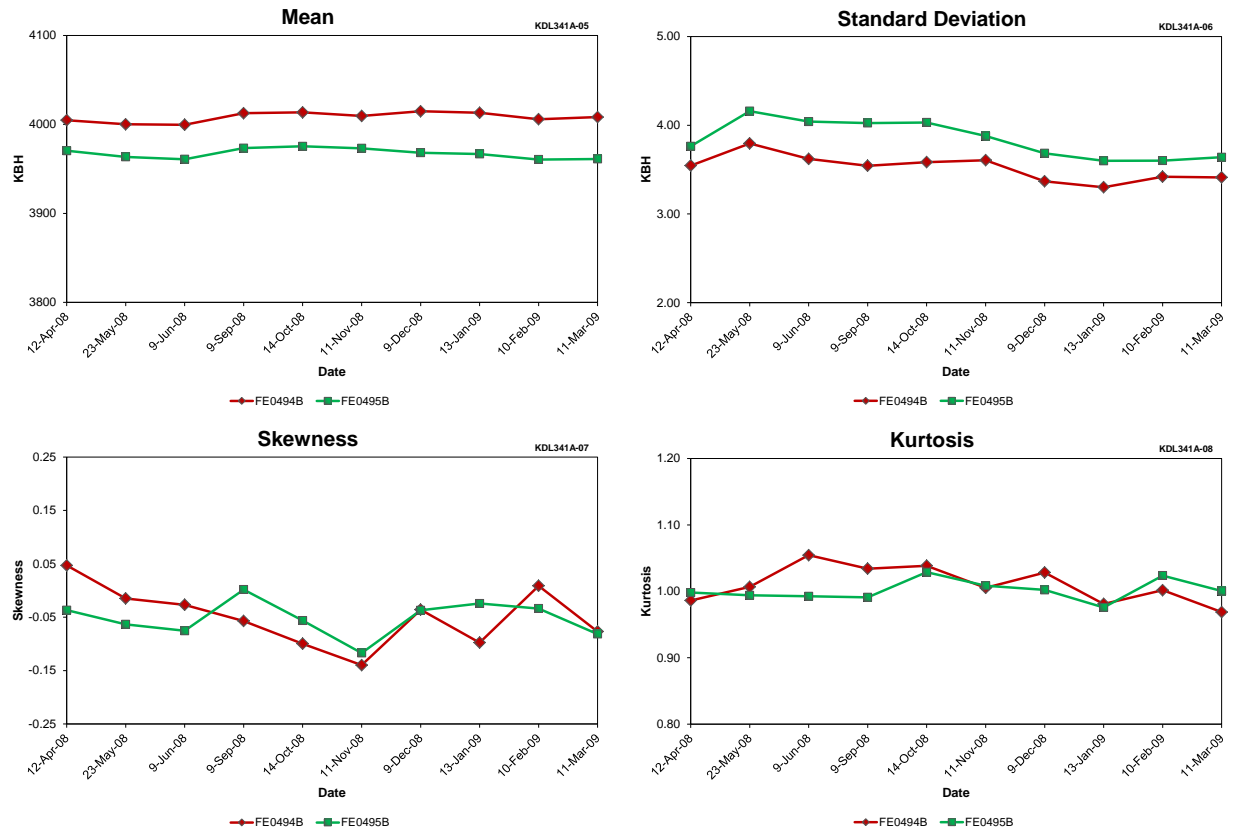 Mean
KDL341A-05
4100
4000
3900
3800
KBH
12-Apr-08
23-May-08
9-Jun-08
9-Sep-08
14-Oct-08
11-Nov-08
9-Dec-08
13-Jan-09
10-Feb-09
11-Mar-09
Date
FE0494B FE0495B
Standard Deviation
KDL341A-06
5.00
4.00
3.00
2.00
KBH
12-Apr-08
23-May-08
9-Jun-08
9-Sep-08
14-Oct-08
11-Nov-08
9-Dec-08
13-Jan-09
10-Feb-09
11-Mar-09
Date
FE0494B FE0495B
Skewness
KDL341A-07
0.25
0.15
0.05
-0.05
-0.15
-0.25
Skewness
12-Apr-08
23-May-08
9-Jun-08
9-Sep-08
14-Oct-08
11-Nov-08
9-Dec-08
13-Jan-09
10-Feb-09
11-Mar-09
Date
FE0494B FE0495B
Kurtosis
KDL341A-08
1.20
1.10
1.00
0.90
0.80
Kurtosis
12-Apr-08
23-May-08
9-Jun-08
9-Sep-08
14-Oct-08
11-Nov-08
9-Dec-08
13-Jan-09
10-Feb-09
11-Mar-09
Date
FE0494B FE0495B